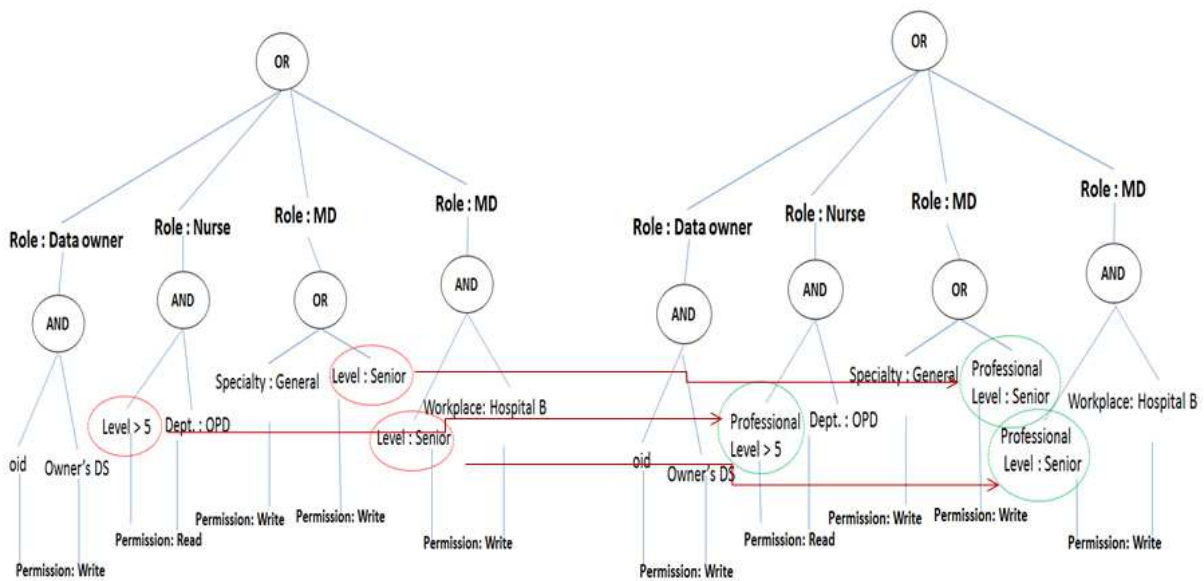 OR
Role : Data owner
Role : Nurse
Role : MD
Role : MD
AND
AND
OR
AND
Specialty : General
Level : Senior
Level > 5
Dept. : OPD
Level : Senior
Workplace: Hospital B
oid
Owner's DS
Permission: Write
Permission: Read
Permission: Write
Permission: Write
Permission: Write
OR
Role : Data owner
Role : Nurse
Role : MD
Role : MD
AND
AND
OR
AND
Specialty : General
Professional
Level : Senior
Professional
Level > 5
Dept. : OPD
Professional
Level : Senior
Workplace: Hospital B
oid
Owner's DS
Permission: Write
Permission: Read
Permission: Write
Permission: Write
Permission: Write